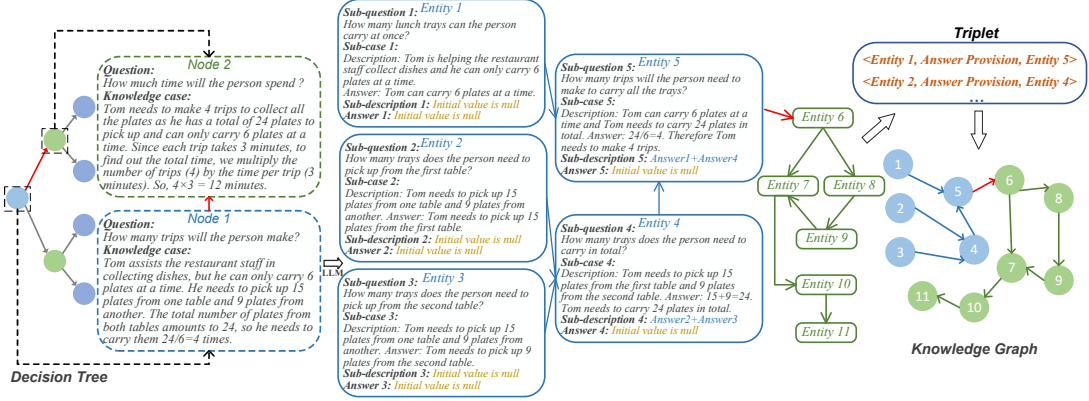 Node 2
Question:
How much time will the person spend ?
Knowledge case:
Tom needs to make 4 trips to collect all
the plates as he has a total of 24 plates
to pick up and can only carry 6 plates at
a time. Since each trip takes 3 minutes, to
find out the total time, we multiply the
number of trips (4) by the time per trip (3
minutes). So, 4×3 = 12 minutes.
Node 1
Question:
How many trips will the person make?
Knowledge case:
Tom assists the restaurant staff in
collecting dishes, but he can only carry 6
plates at a time. He needs to pick up 15
plates from one table and 9 plates from
another. The total number of plates from
both tables amounts to 24, so he needs to
carry them 24/6=4 times.
Decision Tree
LLM
Sub-question 1: Entity 1
How many lunch trays can the person
carry at once?
Sub-case 1:
Description: Tom is helping the restaurant
staff collect dishes and he can only carry 6
plates at a time.
Answer: Tom can carry 6 plates at a time.
Sub-description 1: Initial value is null
Answer 1: Initial value is null
Sub-question 2: Entity 2
How many trays does the person need to
pick up from the first table?
Sub-case 2:
Description: Tom needs to pick up 15
plates from one table and 9 plates from
another. Answer: Tom needs to pick up 15
plates from the first table.
Sub-description 2: Initial value is null
Answer 2: Initial value is null
Sub-question 3: Entity 3
How many trays does the person need to
pick up from the second table?
Sub-case 3:
Description: Tom needs to pick up 15
plates from one table and 9 plates from
another. Answer: Tom needs to pick up 9
plates from the second table.
Sub-description 3: Initial value is null
Answer 3: Initial value is null
Sub-question 5: Entity 5
How many trips will the person need to
make to carry all the trays?
Sub-case 5:
Description: Tom can carry 6 plates at a
time and Tom needs to carry 24 plates in
total. Answer: 24/6=4. Therefore Tom
needs to make 4 trips.
Sub-description 5: Answer1+Answer4
Answer 5: Initial value is null
Entity 4
Sub-question 4:
How many trays does the person need to
carry in total?
Sub-case 4:
Description: Tom needs to pick up 15
plates from the first table and 9 plates
from the second table. Answer: 15+9=24.
Tom needs to carry 24 plates in total.
Sub-description 4: Answer2+Answer3
Answer 4: Initial value is null
Entity 6
Entity 7
Entity 8
Entity 9
Entity 10
Entity 11
Triplet
<Entity 1, Answer Provision, Entity 5>
<Entity 2, Answer Provision, Entity 4>
...
1
2
3
4
5
6
7
8
9
10
11
Knowledge Graph